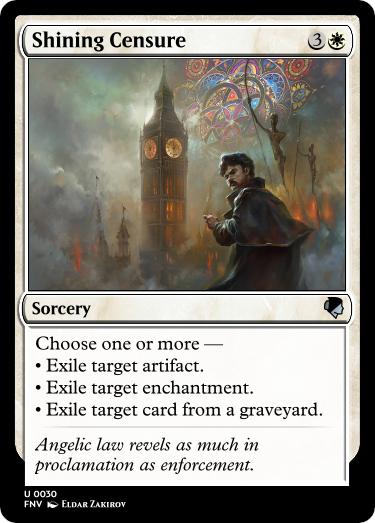 Shining Censure 3
Sorcery
Choose one or more —
• Exile target artifact.
• Exile target enchantment.
• Exile target card from a graveyard.
Angelic law revels as much in
proclamation as enforcement.
U 0030
FNV Eldar Zakirov